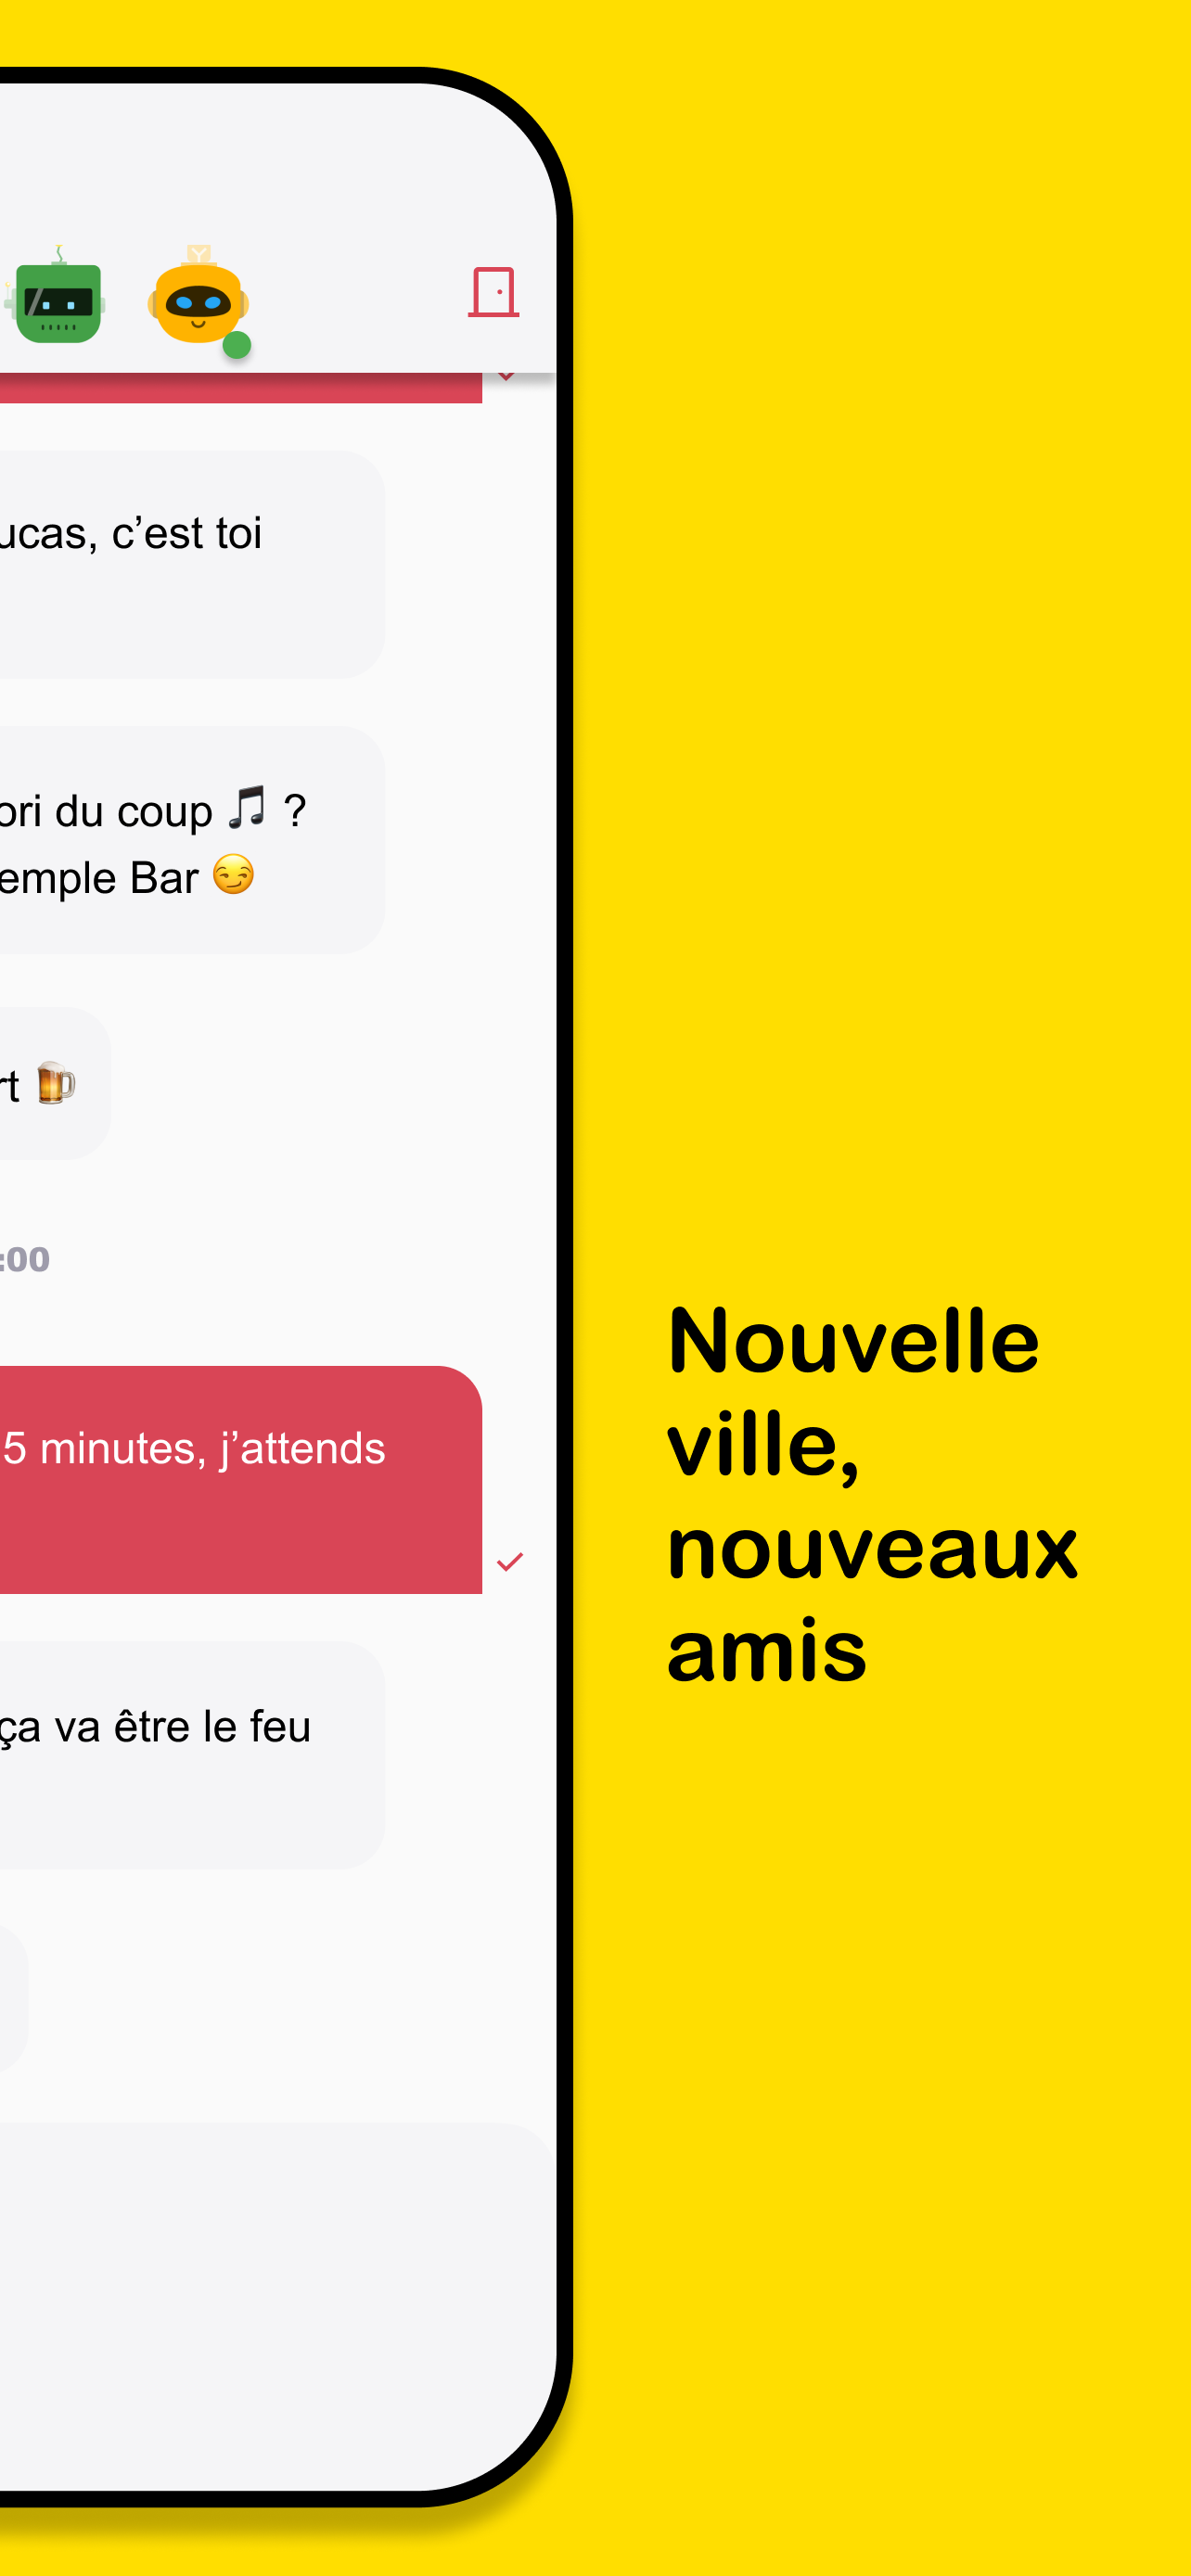 ucas, c’est toi
ori du coup 🎵 ?
emple Bar 😏
rt 🍺
:00
5 minutes, j’attends
ça va être le feu
Nouvelle
ville,
nouveaux
amis